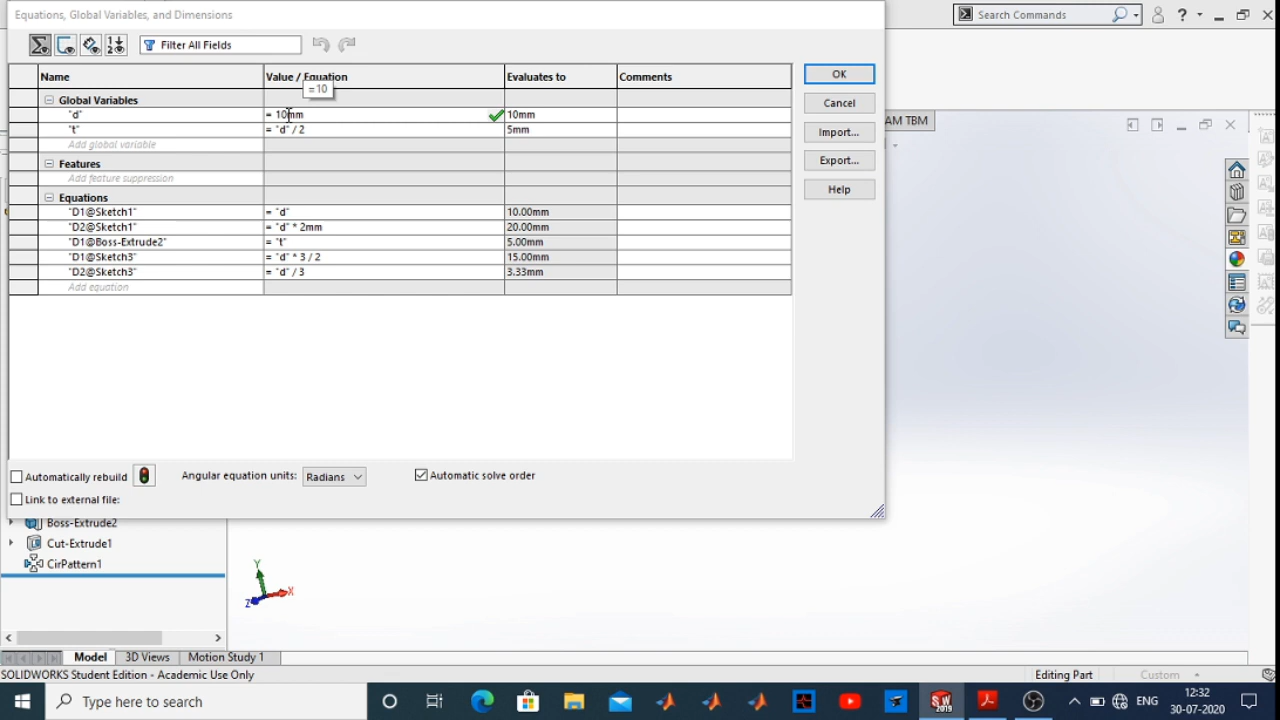 Equations, Global Variables, and Dimensions
Search Commands
?
Filter All Fields
Name Value / Equation Evaluates to Comments
=10
Global Variables
"d" = 10mm 10mm
"t" = "d" / 2 5mm
Add global variable
Features
Add feature suppression
Equations
"D1@Sketch1" = "d" 10.00mm
"D2@Sketch1" = "d" * 2mm 20.00mm
"D1@Boss-Extrude2" = "t" 5.00mm
"D1@Sketch3" = "d" * 3 / 2 15.00mm
"D2@Sketch3" = "d" / 3 3.33mm
Add equation
OK
Cancel
Import...
Export...
Help
AM TBM
Automatically rebuild Angular equation units: Radians Automatic solve order
Link to external file:
Boss-Extrude2
Cut-Extrude1
CirPattern1
Y
X
Z
Model 3D Views Motion Study 1
SOLIDWORKS Student Edition - Academic Use Only Editing Part Custom
Type here to search
SW
2019
ENG
12:32
30-07-2020